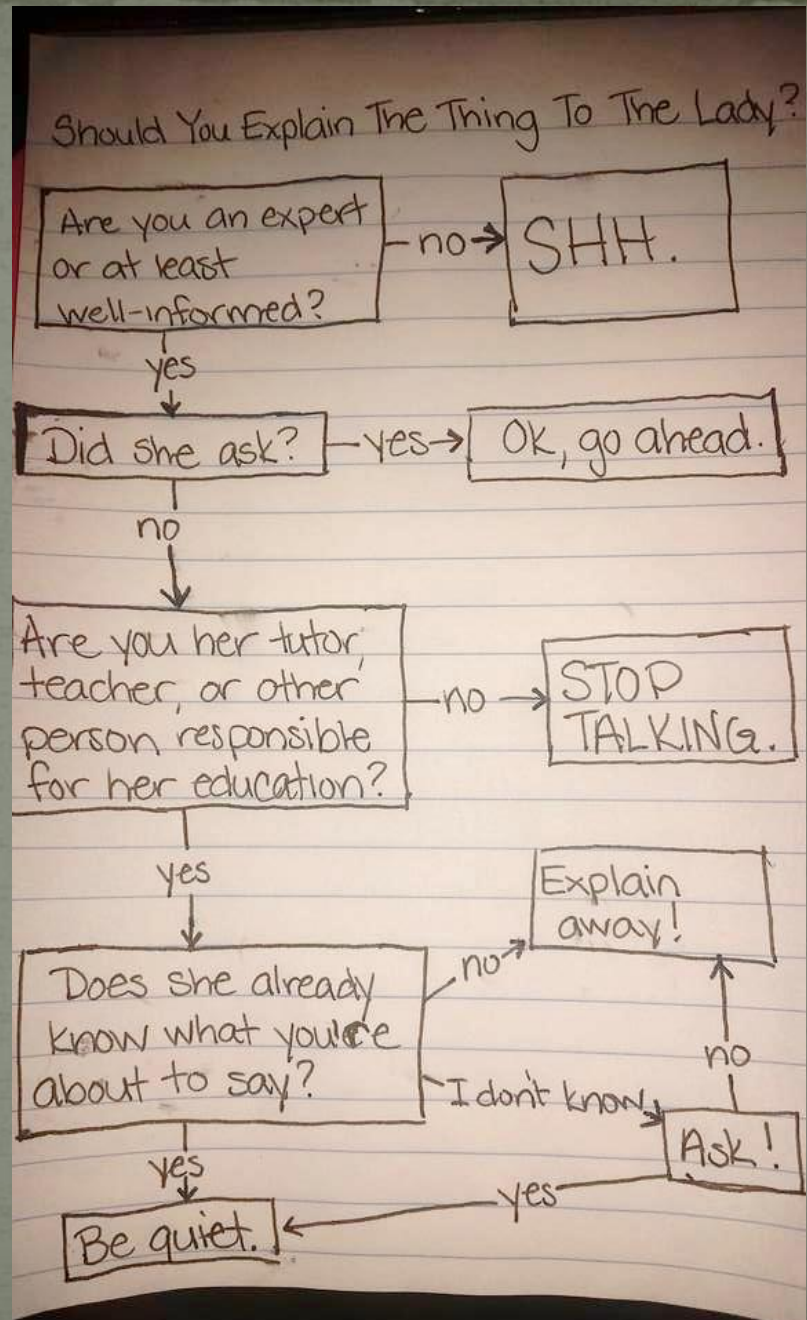 Should You Explain The Thing To The Lady?
Are you an expert
or at least
well-informed?
no
SHH.
yes
Did she ask?
yes
OK, go ahead.
no
Are you her tutor,
teacher, or other
person responsible
for her education?
no
STOP
TALKING.
yes
Does she already
know what you're
about to say?
no
Explain
away!
I don't know
Ask!
no
yes
yes
Be quiet.